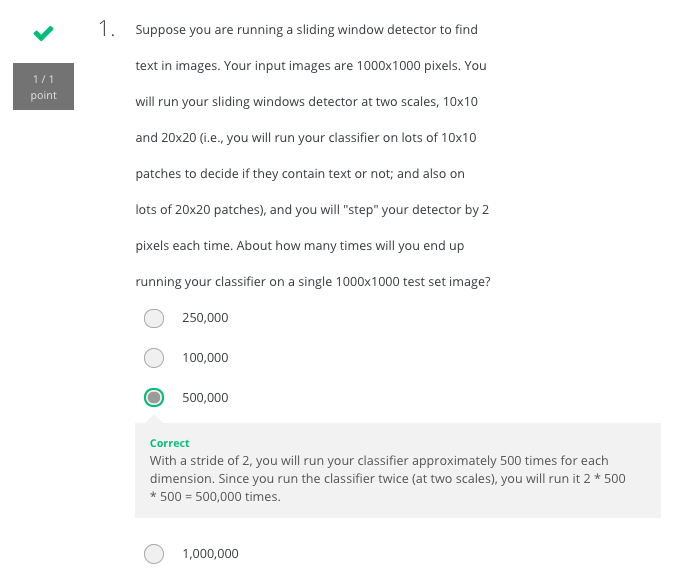 1.
Suppose you are running a sliding window detector to find
text in images. Your input images are 1000x1000 pixels. You
will run your sliding windows detector at two scales, 10x10
and 20x20 (i.e., you will run your classifier on lots of 10x10
patches to decide if they contain text or not; and also on
lots of 20x20 patches), and you will "step" your detector by 2
pixels each time. About how many times will you end up
running your classifier on a single 1000x1000 test set image?
1 / 1
point
250,000
100,000
500,000
Correct
With a stride of 2, you will run your classifier approximately 500 times for each
dimension. Since you run the classifier twice (at two scales), you will run it 2 * 500
* 500 = 500,000 times.
1,000,000